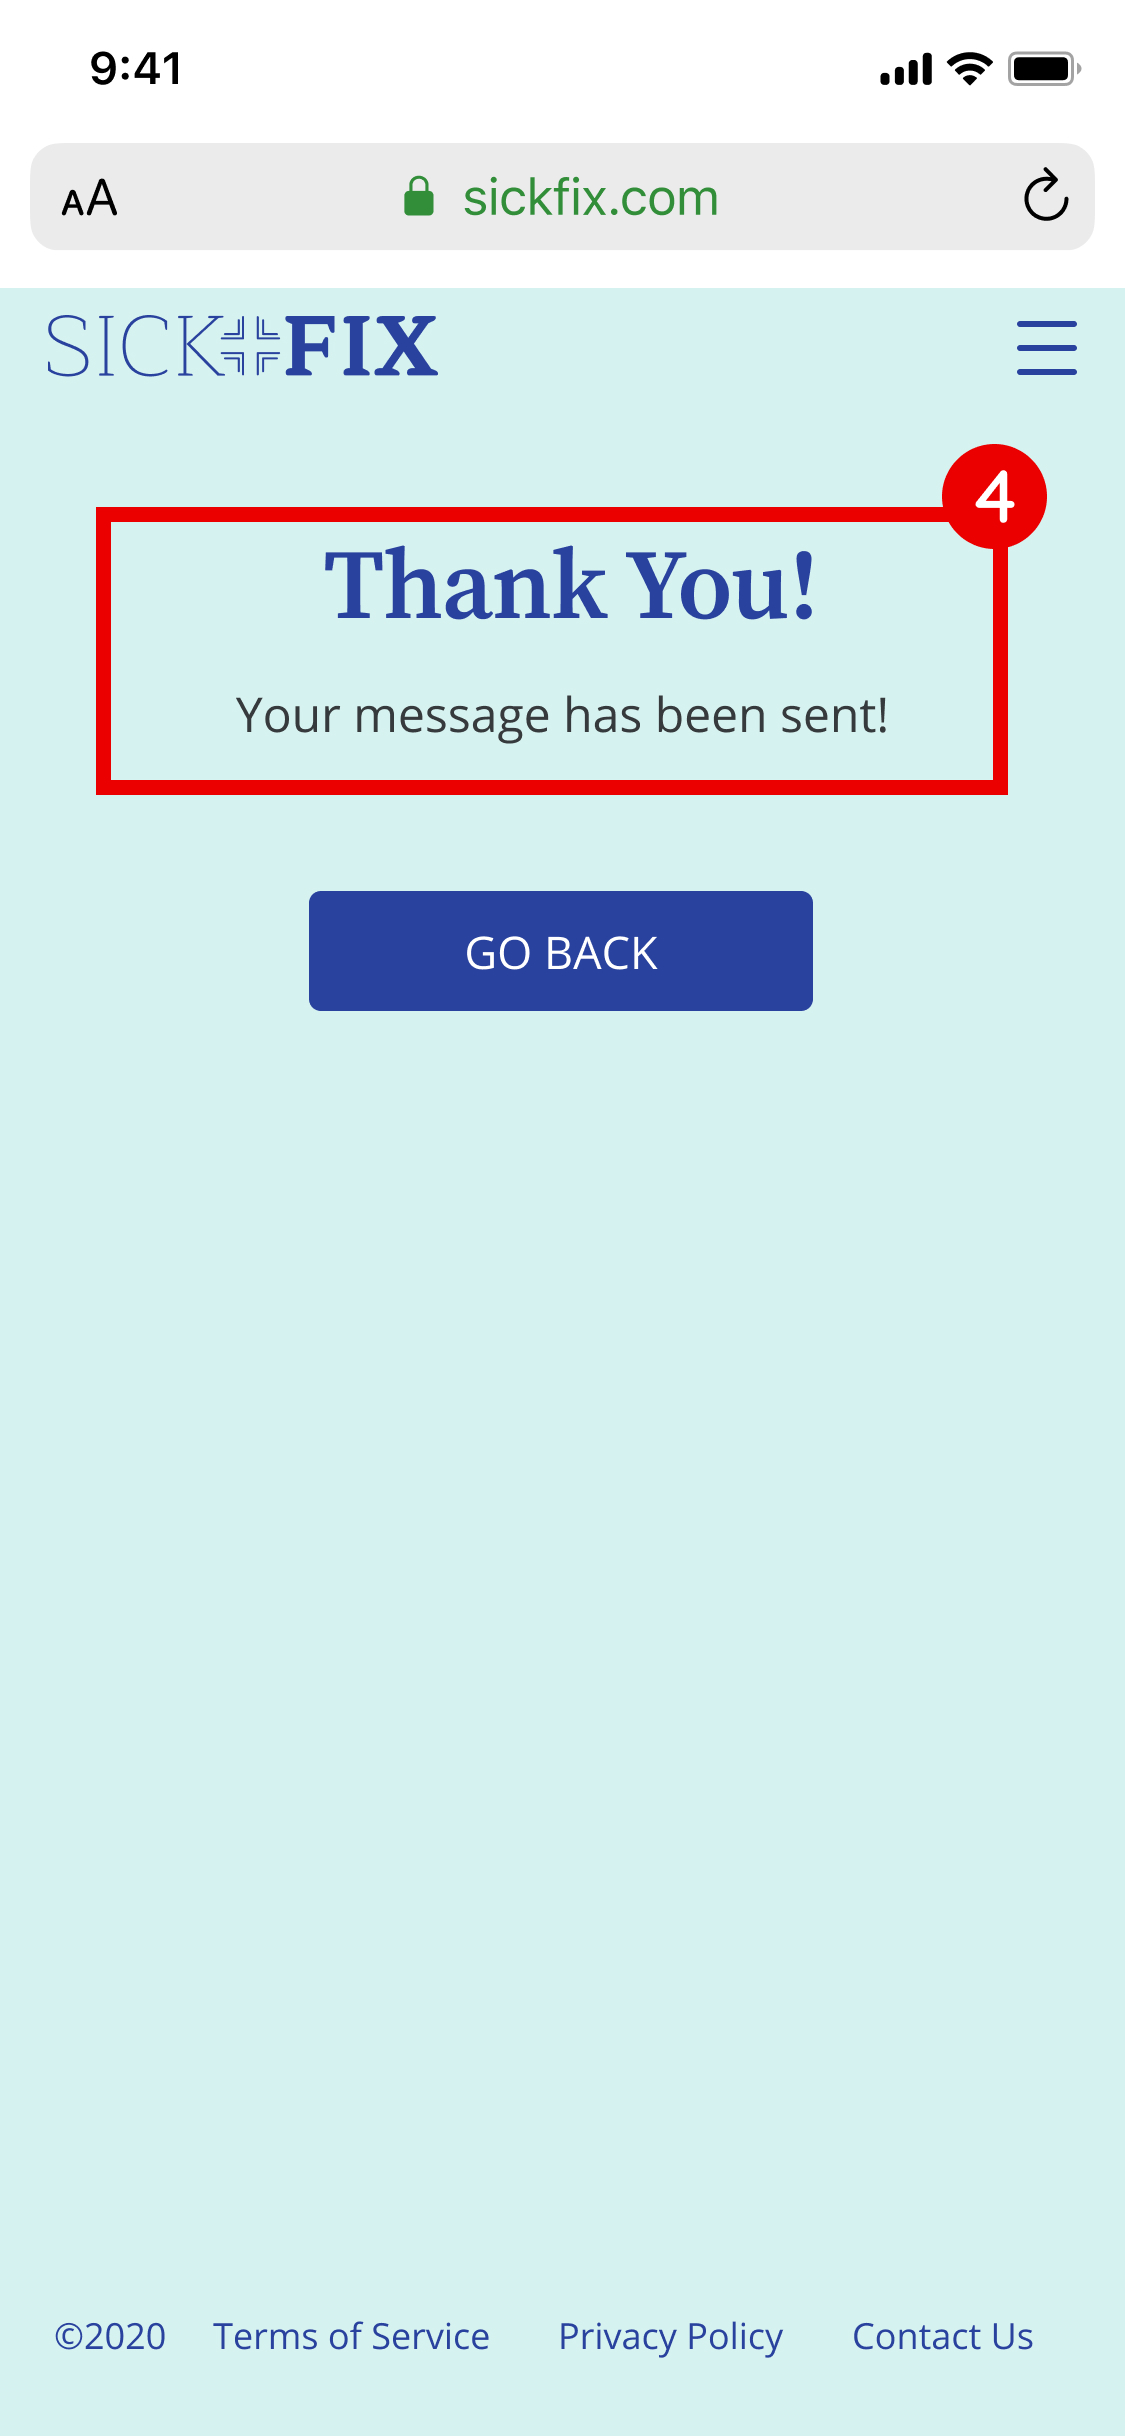 9:41
AA sickfix.com
SICK FIX
4
Thank You!
Your message has been sent!
GO BACK
©2020 Terms of Service Privacy Policy Contact Us